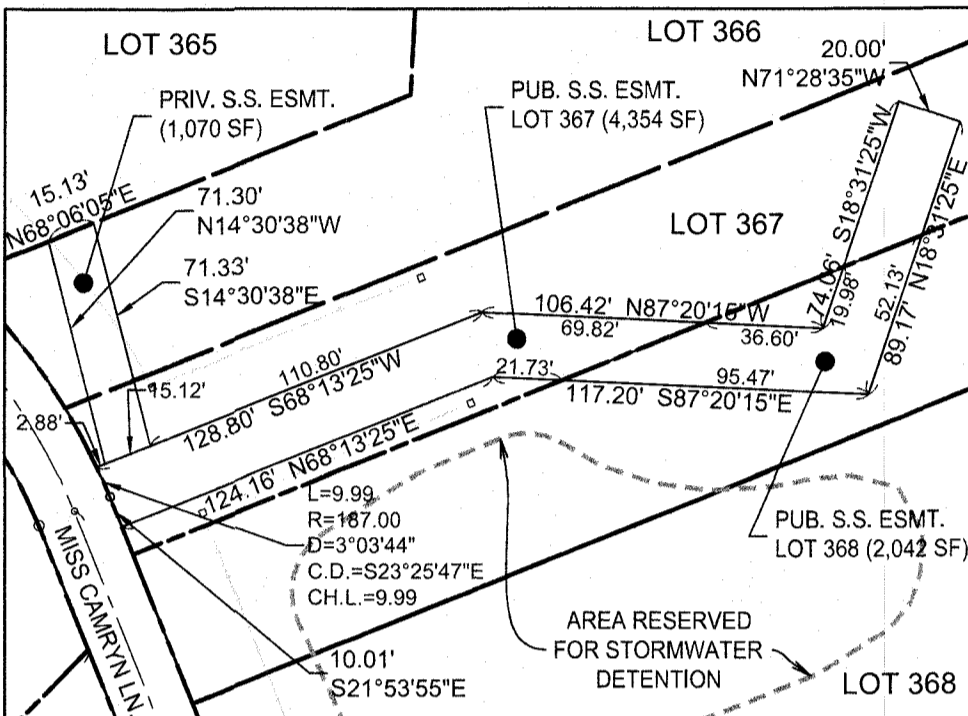 LOT 365
LOT 366
20.00'
N71°28'35"W
PRIV. S.S. ESMT.
(1,070 SF)
PUB. S.S. ESMT.
LOT 367 (4,354 SF)
15.13'
N68°06'05"E
71.30'
N14°30'38"W
71.33'
S14°30'38"E
LOT 367
74.06' S18°31'25"W
19.98'
52.13'
89.17' N18°31'25"E
106.42' N87°20'15"W
69.82'
36.60'
110.80'
128.80' S68°13'25"W
15.12'
2.88'
21.73'
95.47'
117.20' S87°20'15"E
124.16' N68°13'25"E
L=9.99
R=187.00
D=3°03'44"
C.D.=S23°25'47"E
CH.L.=9.99
PUB. S.S. ESMT.
LOT 368 (2,042 SF)
MISS CAMRYN LN.
10.01'
S21°53'55"E
AREA RESERVED
FOR STORMWATER
DETENTION
LOT 368